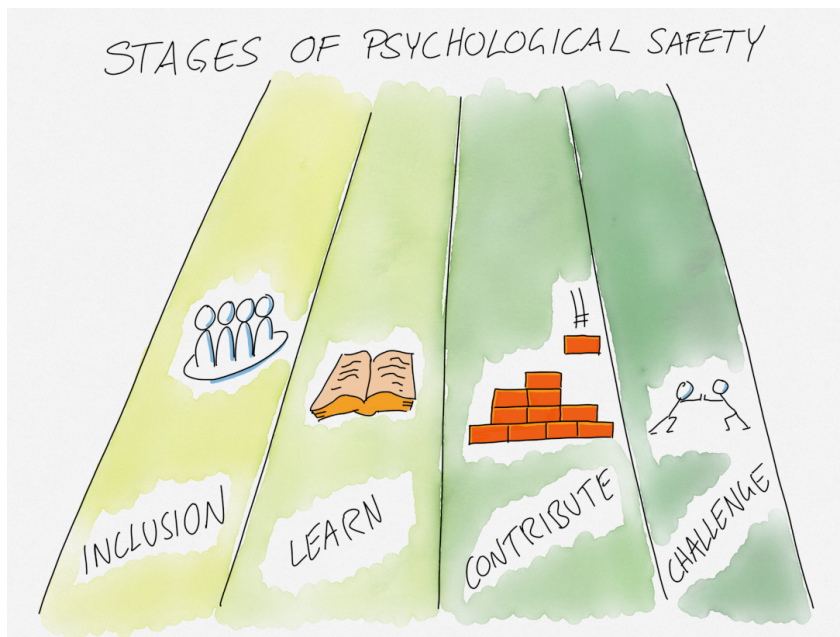 STAGES OF PSYCHOLOGICAL SAFETY
INCLUSION
LEARN
CONTRIBUTE
CHALLENGE